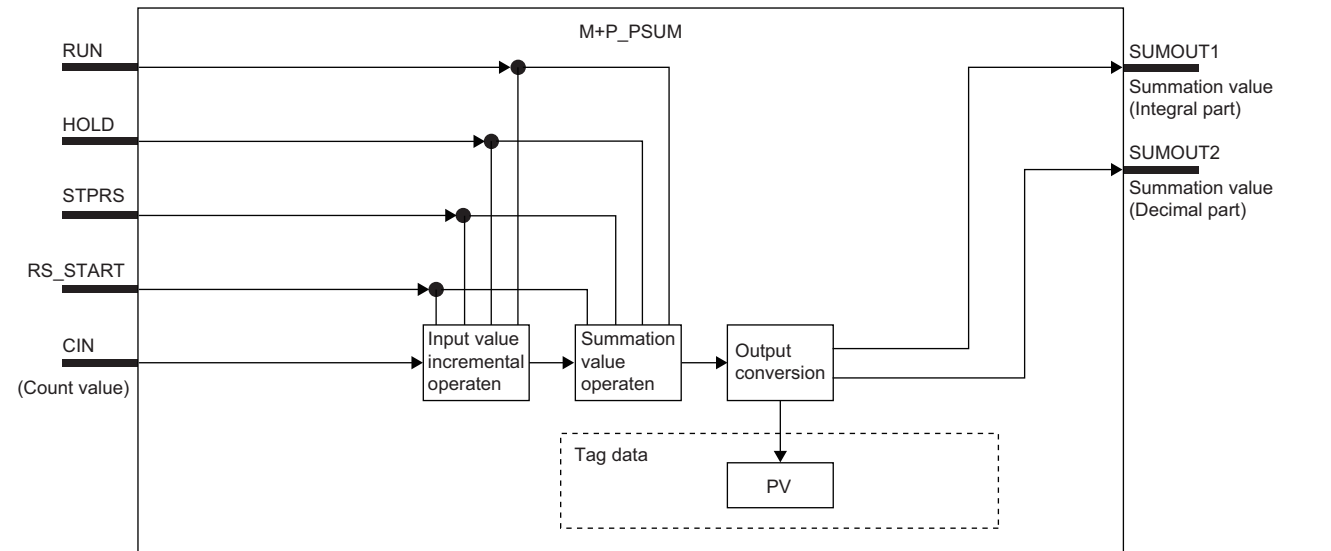 M+P_PSUM
RUN
HOLD
STPRS
RS_START
CIN
(Count value)
Input value
incremental
operaten
Summation
value
operaten
Output
conversion
Tag data
PV
SUMOUT1
Summation value
(Integral part)
SUMOUT2
Summation value
(Decimal part)